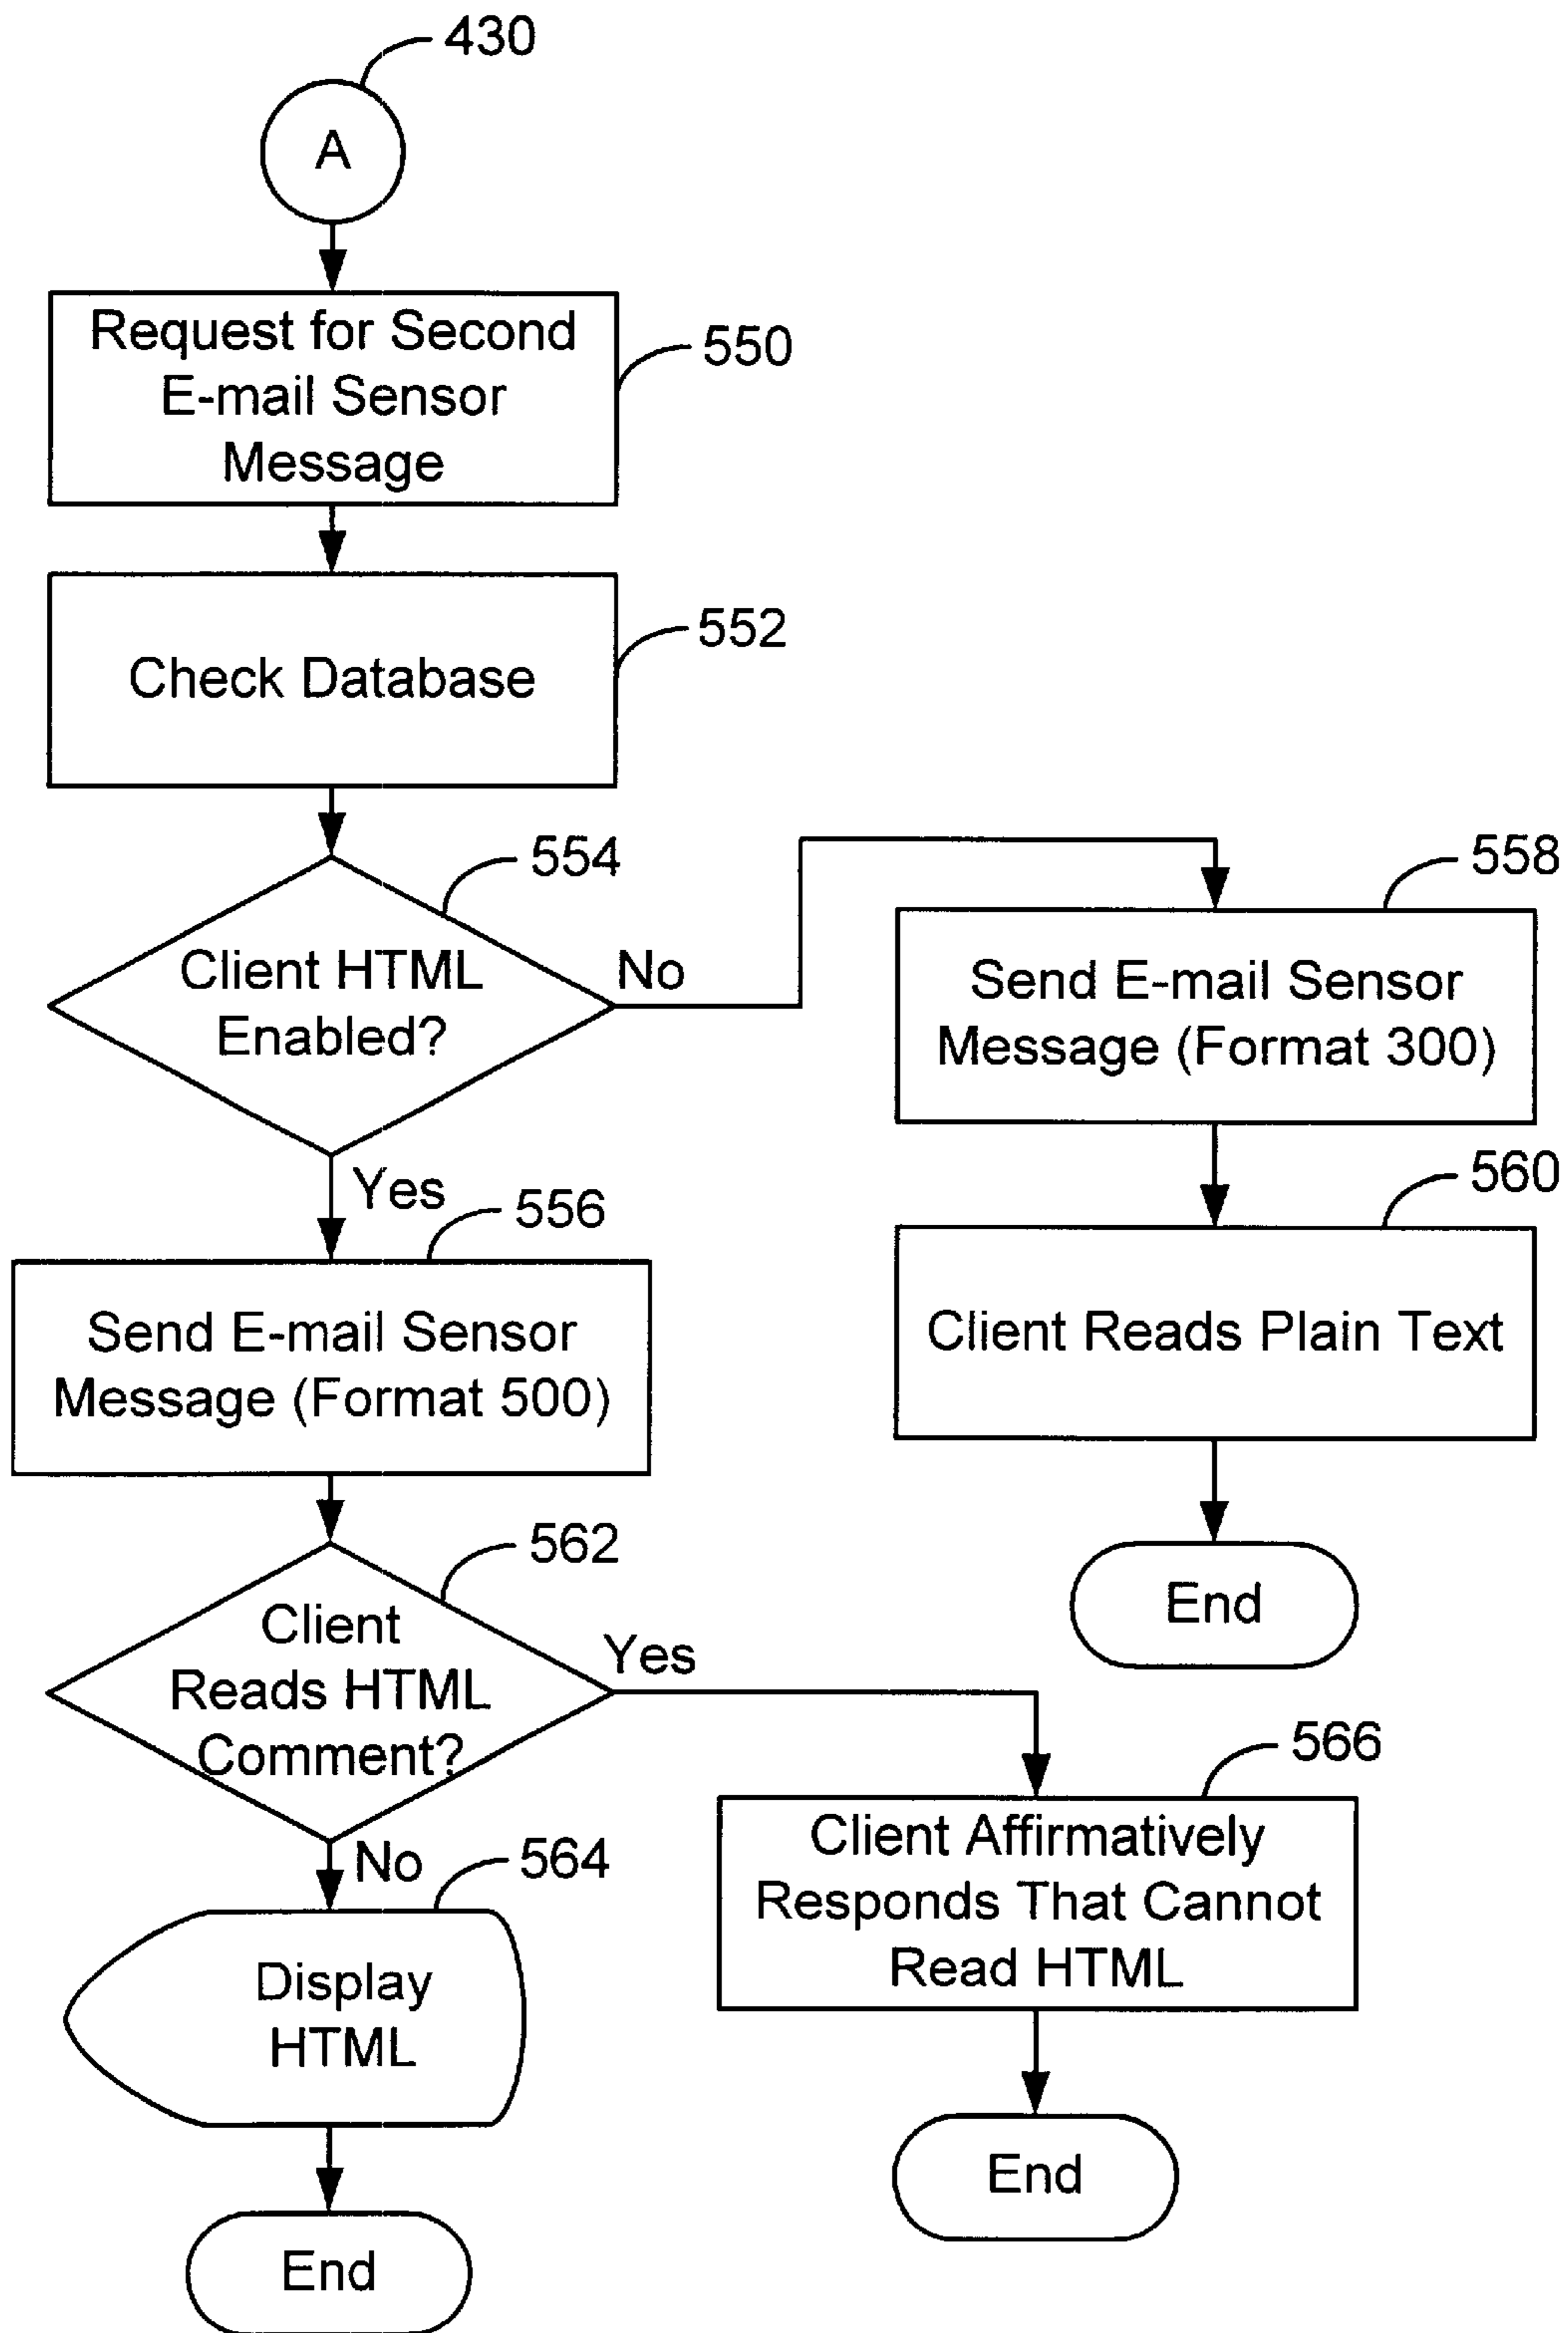 430
A
Request for Second
E-mail Sensor
Message
550
Check Database
552
554
Client HTML
Enabled?
No
Yes
558
Send E-mail Sensor
Message (Format 300)
560
Client Reads Plain Text
End
556
Send E-mail Sensor
Message (Format 500)
562
Client
Reads HTML
Comment?
Yes
No
566
Client Affirmatively
Responds That Cannot
Read HTML
End
564
Display
HTML
End